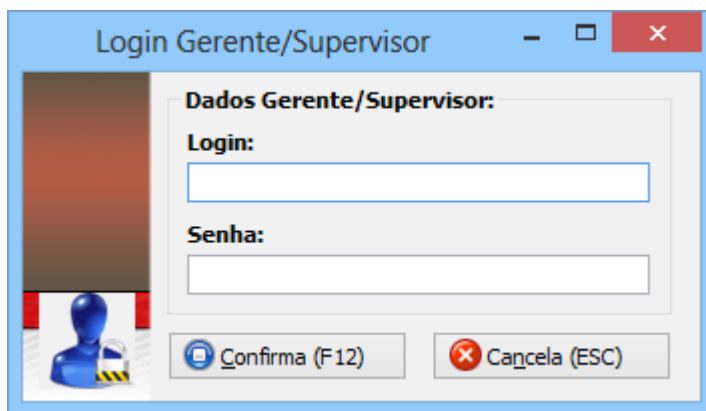 Login Gerente/Supervisor
Dados Gerente/Supervisor:
Login:
Senha:
Confirma (F12)
Cancela (ESC)